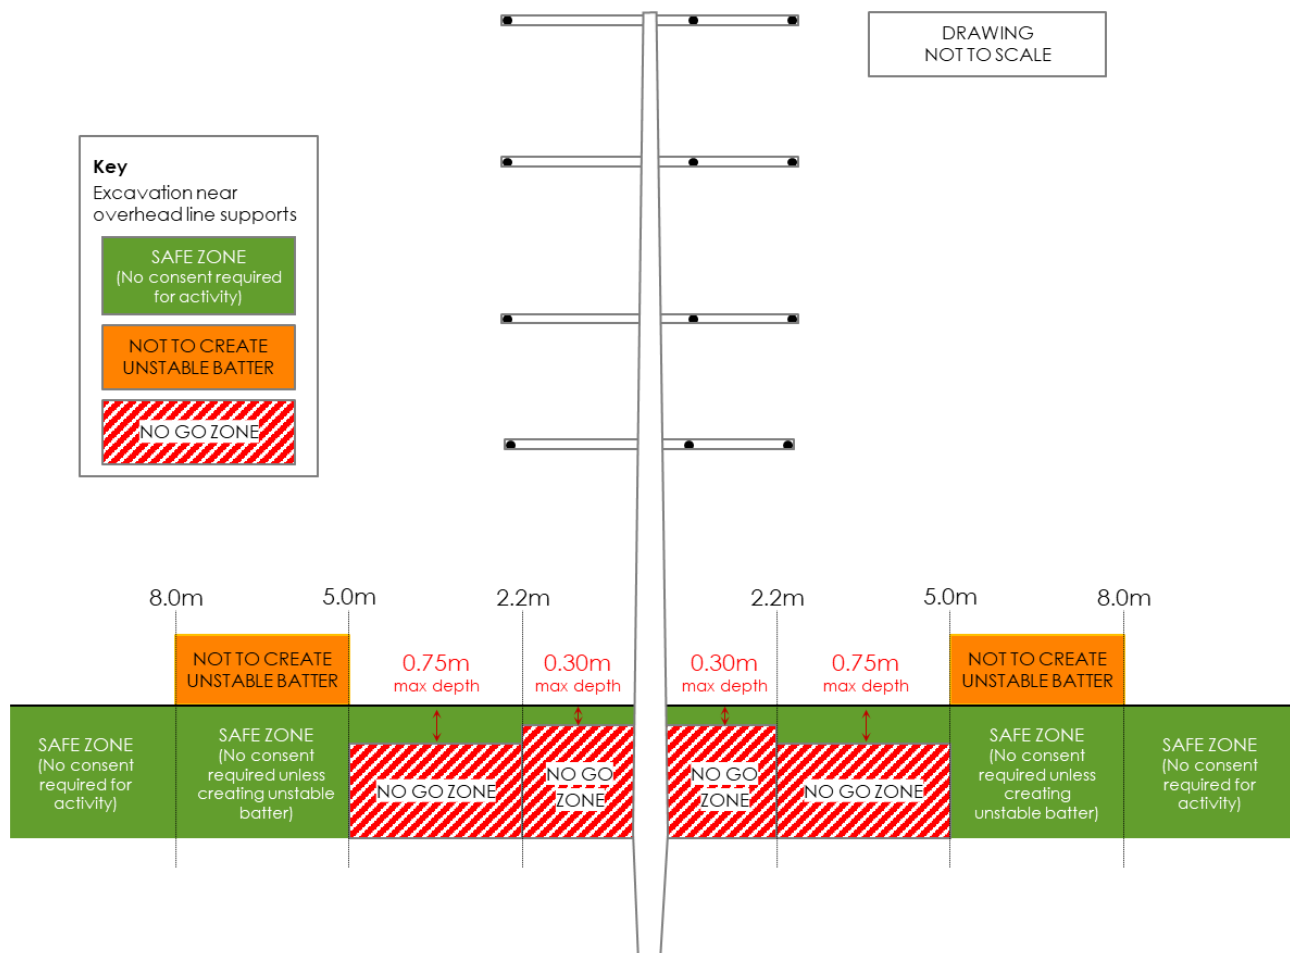 DRAWING
NOT TO SCALE
Key
Excavation near
overhead line supports
SAFE ZONE
(No consent required
for activity)
NOT TO CREATE
UNSTABLE BATTER
NO GO ZONE
8.0m
5.0m
2.2m
2.2m
5.0m
8.0m
NOT TO CREATE
UNSTABLE BATTER
0.75m
max depth
0.30m
max depth
0.30m
max depth
0.75m
max depth
NOT TO CREATE
UNSTABLE BATTER
SAFE ZONE
(No consent
required for
activity)
SAFE ZONE
(No consent
required unless
creating unstable
batter)
NO GO ZONE
NO GO
ZONE
NO GO
ZONE
NO GO ZONE
SAFE ZONE
(No consent
required unless
creating
unstable batter)
SAFE ZONE
(No consent
required for
activity)